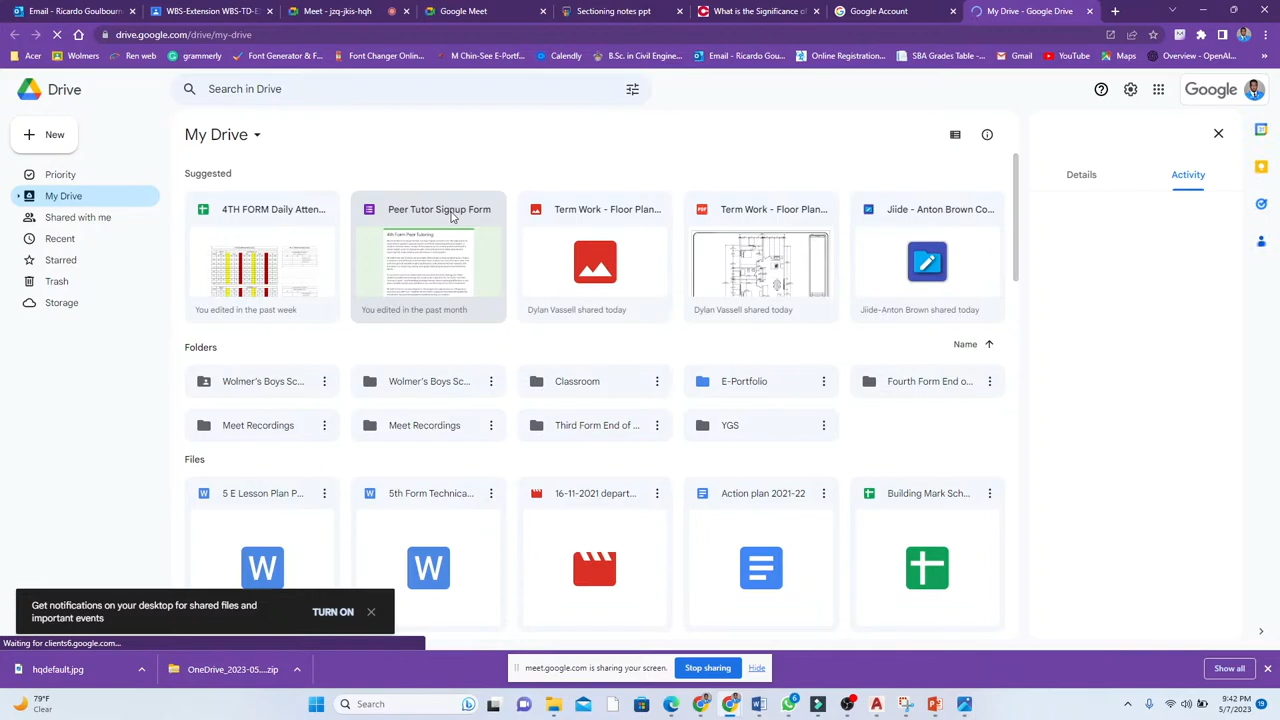 Email - Ricardo Goulbourn
WBS-Extension WBS-TD-E
Meet - jzq-jkis-hqh
Google Meet
Sectioning notes ppt
What is the Significance of
Google Account
My Drive - Google Drive
drive.google.com/drive/my-drive
Acer
Wolmers
Ren web
grammerly
Font Generator & F...
Font Changer Onlin...
M Chin-See E-Portf...
Calendly
B.Sc. in Civil Engine...
Email - Ricardo Gou...
Online Registration...
SBA Grades Table -...
Gmail
YouTube
Maps
Overview - OpenAI...
Drive
Search in Drive
Google
New
My Drive
Details
Activity
Priority
My Drive
Shared with me
Recent
Starred
Trash
Storage
Suggested
4TH FORM Daily Atten...
Peer Tutor Signup Form
Term Work - Floor Plan...
Term Work - Floor Plan...
Jiide - Anton Brown Co...
4th Form Peer Tutoring
You edited in the past week
You edited in the past month
Dylan Vassell shared today
Dylan Vassell shared today
Jiide-Anton Brown shared today
Folders
Name
Wolmer's Boys Sc...
Wolmer's Boys Sc...
Classroom
E-Portfolio
Fourth Form End o...
Meet Recordings
Meet Recordings
Third Form End of ...
YGS
Files
5 E Lesson Plan P...
5th Form Technica...
16-11-2021 depart...
Action plan 2021-22
Building Mark Sch...
W
W
Get notifications on your desktop for shared files and
important events
TURN ON
Waiting for clients6.google.com...
hqdefault.jpg
OneDrive_2023-05....zip
meet.google.com is sharing your screen.
Stop sharing
Hide
Show all
79°F
Clear
Search
6
9:42 PM
5/7/2023
19